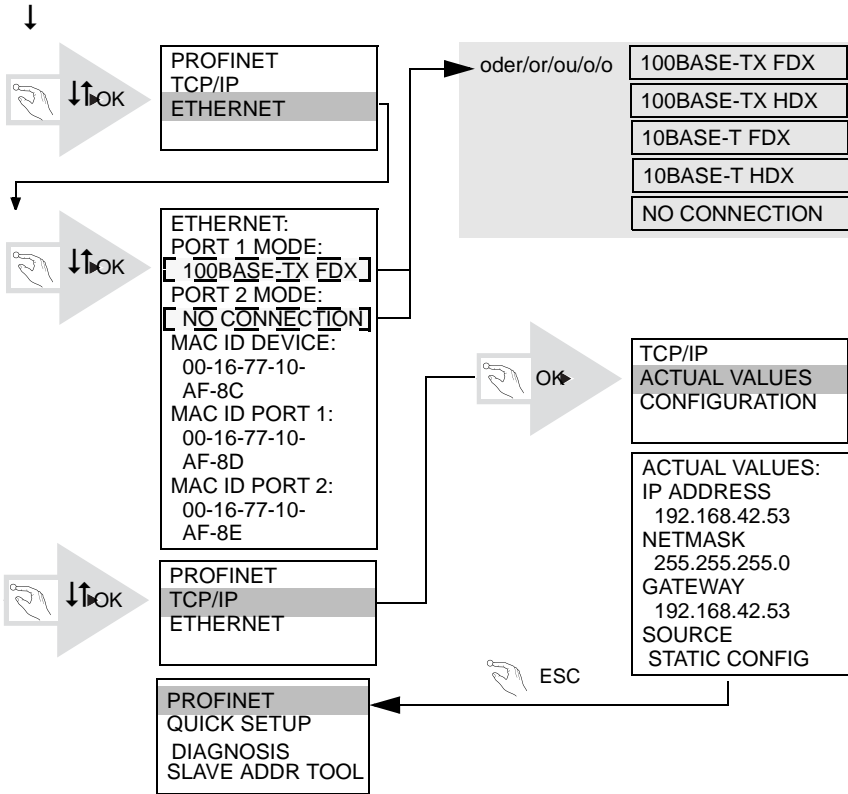 OK
PROFINET
TCP/IP
ETHERNET
oder/or/ou/o/o
100BASE-TX FDX
100BASE-TX HDX
10BASE-T FDX
10BASE-T HDX
NO CONNECTION
OK
ETHERNET:
PORT 1 MODE:
[ 100BASE-TX FDX ]
PORT 2 MODE:
[ NO CONNECTION ]
MAC ID DEVICE:
00-16-77-10-
AF-8C
MAC ID PORT 1:
00-16-77-10-
AF-8D
MAC ID PORT 2:
00-16-77-10-
AF-8E
OK
TCP/IP
ACTUAL VALUES
CONFIGURATION
ACTUAL VALUES:
IP ADDRESS
192.168.42.53
NETMASK
255.255.255.0
GATEWAY
192.168.42.53
SOURCE
STATIC CONFIG
OK
PROFINET
TCP/IP
ETHERNET
ESC
PROFINET
QUICK SETUP
DIAGNOSIS
SLAVE ADDR TOOL